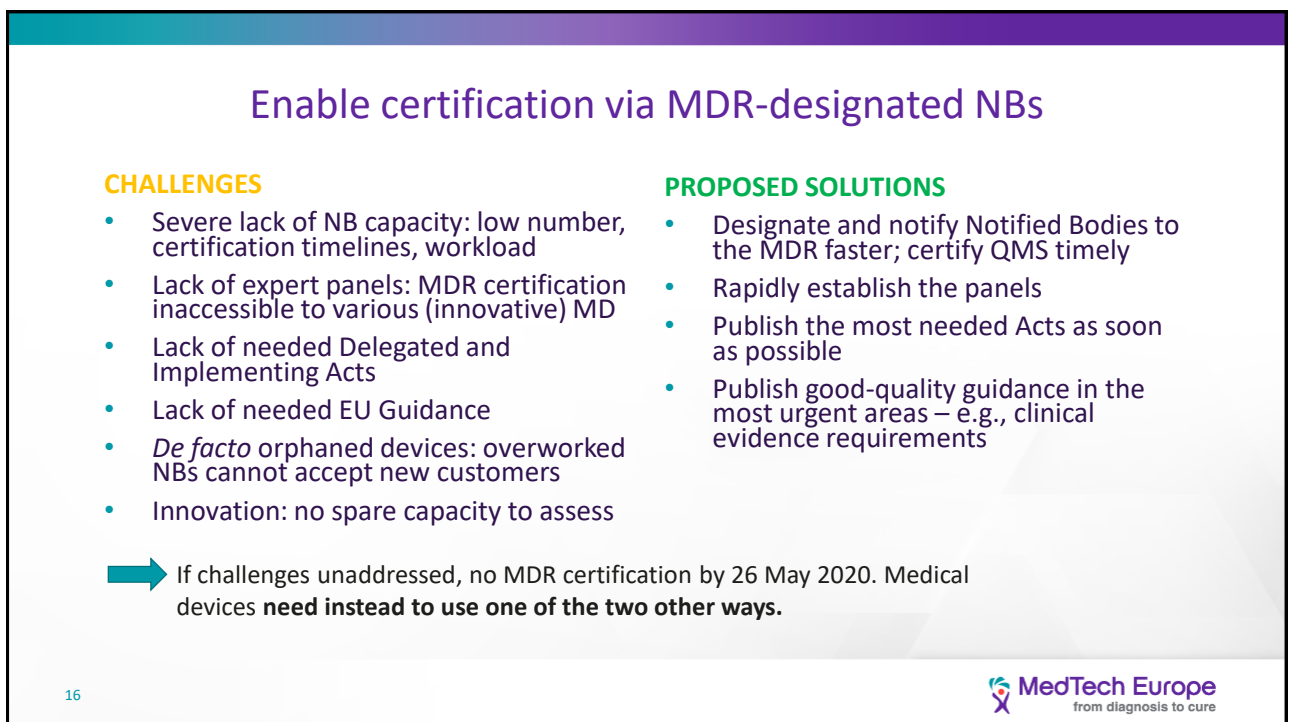 Enable certification via MDR-designated NBs
CHALLENGES
• Severe lack of NB capacity: low number,
certification timelines, workload
• Lack of expert panels: MDR certification
inaccessible to various (innovative) MD
• Lack of needed Delegated and
Implementing Acts
• Lack of needed EU Guidance
• De facto orphaned devices: overworked
NBs cannot accept new customers
• Innovation: no spare capacity to assess
PROPOSED SOLUTIONS
• Designate and notify Notified Bodies to
the MDR faster; certify QMS timely
• Rapidly establish the panels
• Publish the most needed Acts as soon
as possible
• Publish good-quality guidance in the
most urgent areas – e.g., clinical
evidence requirements
If challenges unaddressed, no MDR certification by 26 May 2020. Medical
devices need instead to use one of the two other ways.
16
MedTech Europe
from diagnosis to cure